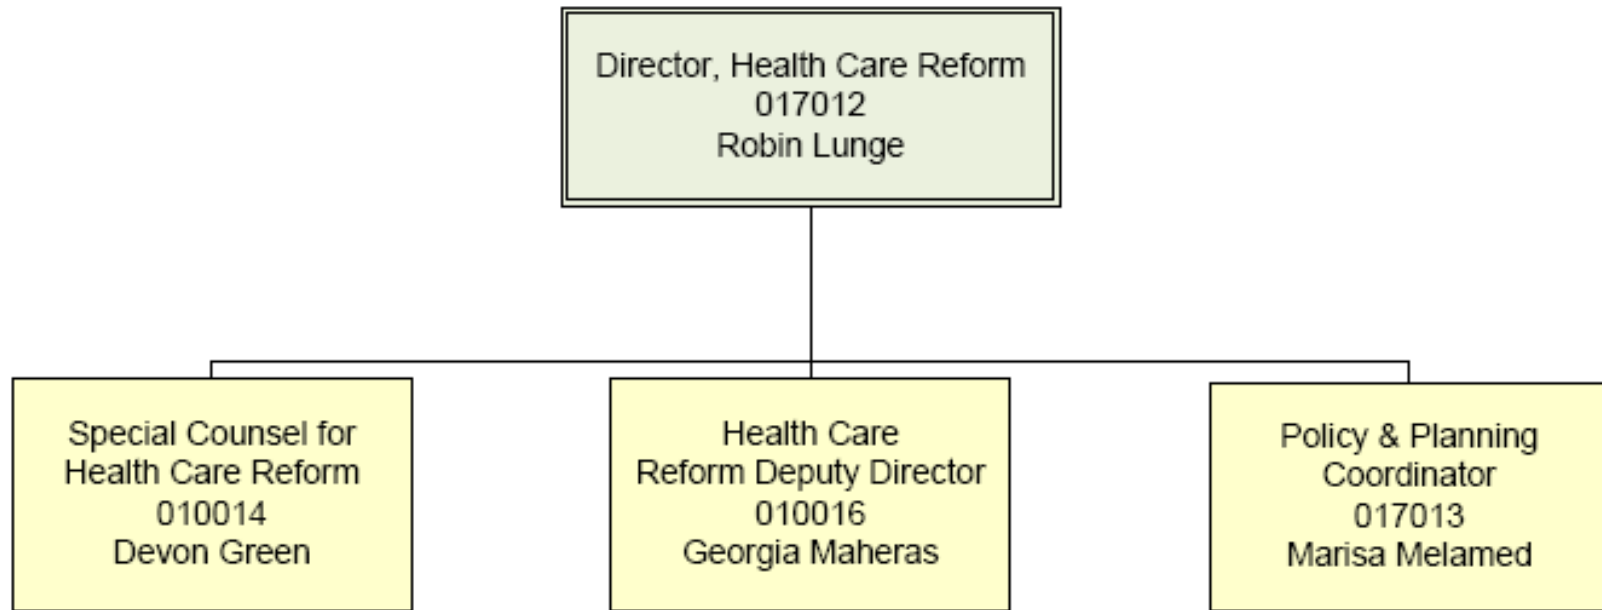 Director, Health Care Reform
017012
Robin Lunge
Special Counsel for
Health Care Reform
010014
Devon Green
Health Care
Reform Deputy Director
010016
Georgia Maheras
Policy & Planning
Coordinator
017013
Marisa Melamed